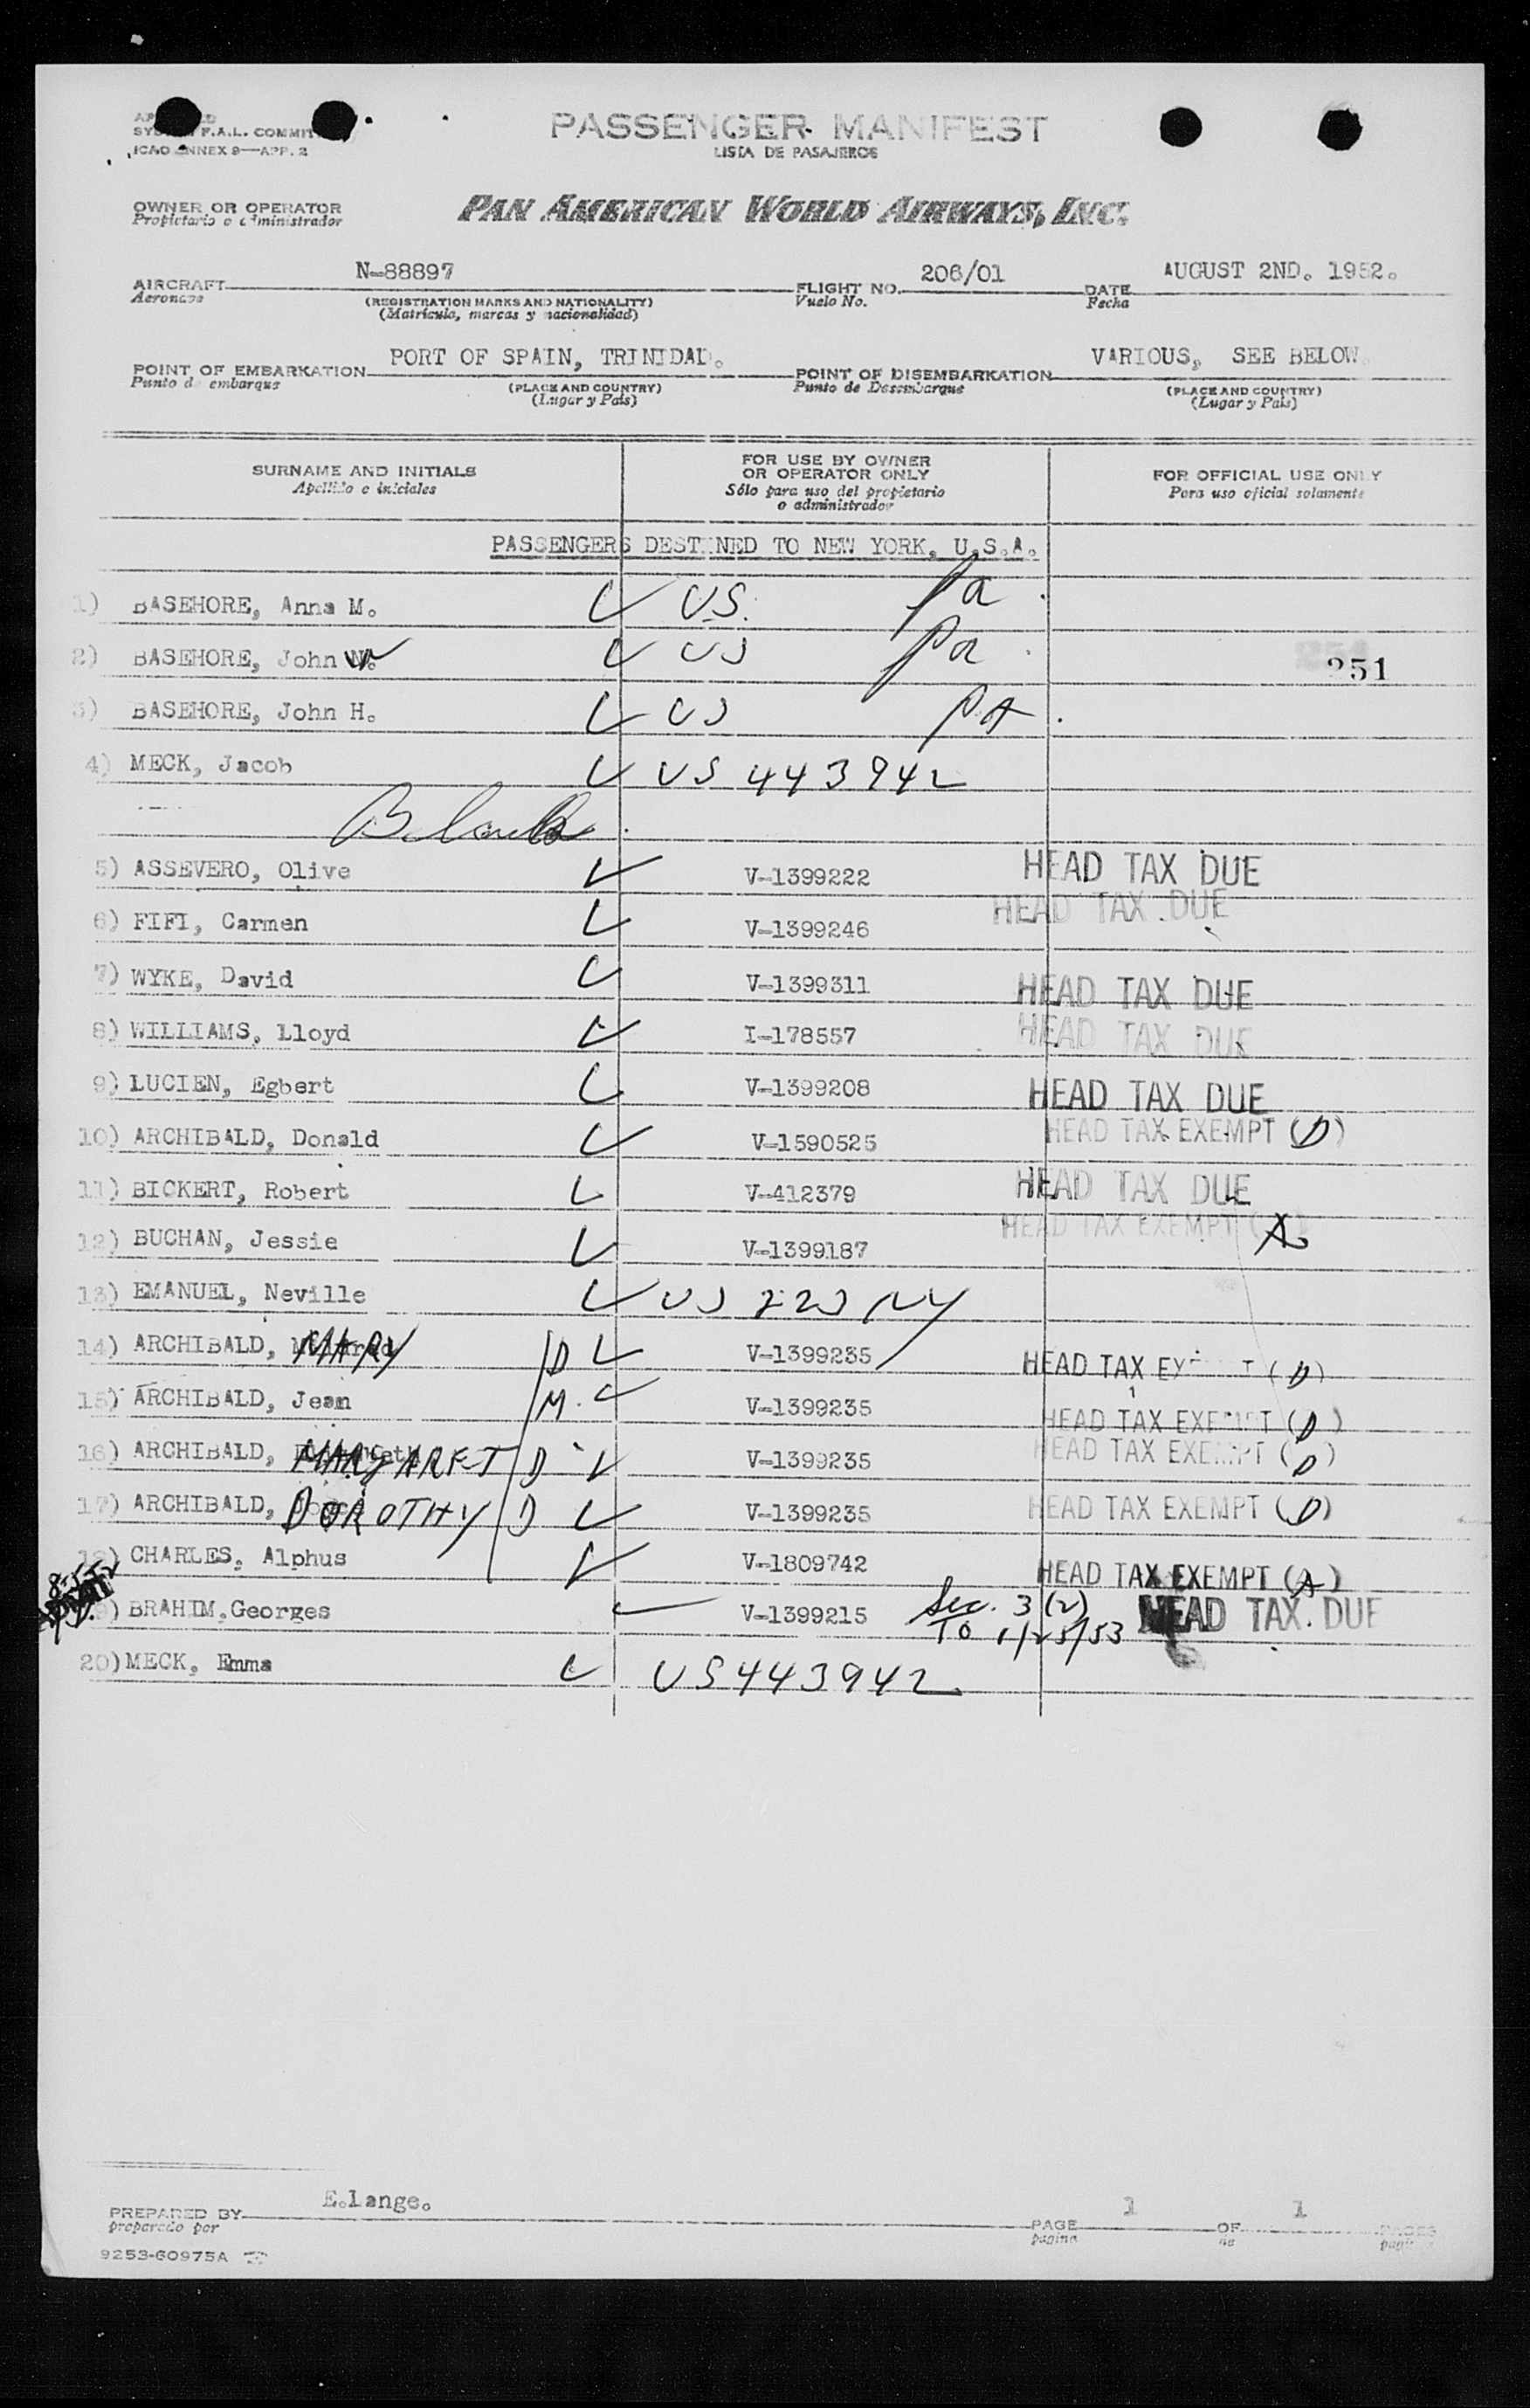 PASSENGER MANIFEST
LISTA DE PASAJEROS
F.A.L. COMMIT
ICAO ANNEX 9—APP. 2
OWNER OR OPERATOR
Propietario o administrador
PAN AMERICAN WORLD AIRWAYS, INC.
AIRCRAFT N-88897 FLIGHT NO. 206/01 DATE AUGUST 2ND. 1952.
Aeronave (REGISTRATION MARKS AND NATIONALITY) Vuelo No. Fecha
(Matrícula, marcas y nacionalidad)
POINT OF EMBARKATION PORT OF SPAIN, TRINIDAD. POINT OF DISEMBARKATION VARIOUS, SEE BELOW.
Punto de embarque (PLACE AND COUNTRY) Punto de Desembarque (PLACE AND COUNTRY)
(Lugar y País) (Lugar y País)
SURNAME AND INITIALS FOR USE BY OWNER OR OPERATOR ONLY FOR OFFICIAL USE ONLY
Apellido e iniciales Sólo para uso del propietario o administrador Para uso oficial solamente
PASSENGERS DESTINED TO NEW YORK, U.S.A.
1) BASEHORE, Anna M. US. Pa
2) BASEHORE, John W US Pa
251
3) BASEHORE, John H. US PA
4) MECK, Jacob US 443942
Blank
5) ASSEVERO, Olive V-1399222 HEAD TAX DUE
6) FIFI, Carmen V-1399246 HEAD TAX DUE
7) WYKE, David V-1399311 HEAD TAX DUE
8) WILLIAMS, Lloyd I-178557 HEAD TAX DUE
9) LUCIEN, Egbert V-1399208 HEAD TAX DUE
10) ARCHIBALD, Donald V-1590525 HEAD TAX EXEMPT (D)
11) BICKERT, Robert V-412379 HEAD TAX DUE
12) BUCHAN, Jessie V-1399187 HEAD TAX EXEMPT (A)
13) EMANUEL, Neville US NY
14) ARCHIBALD, MARY /D V-1399235 HEAD TAX (D)
15) ARCHIBALD, Jean /M. V-1399235 HEAD TAX EXEMPT (D)
16) ARCHIBALD, MARGARET /D V-1399235 HEAD TAX EXEMPT (D)
17) ARCHIBALD, DOROTHY /D V-1399235 HEAD TAX EXEMPT (D)
18) CHARLES, Alphus V-1809742 HEAD TAX EXEMPT (A)
19) BRAHIM, Georges V-1399215 Sec. 3 (2) HEAD TAX DUE
To 1/25/53
20) MECK, Emma US443942
PREPARED BY E.Lange. PAGE 1 OF 1 PAGES
preparado por pagina de
9253-60975A